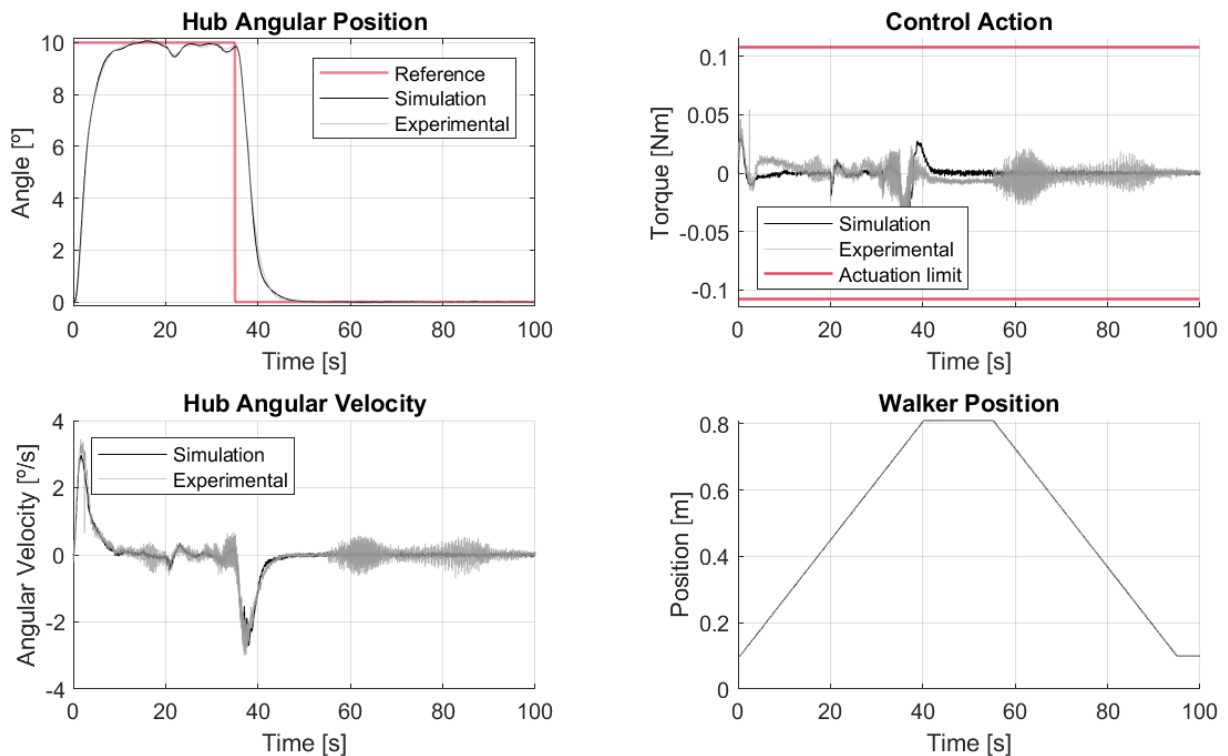 Hub Angular Position
10
8
6
4
2
0
Angle [º]
Reference
Simulation
Experimental
0 20 40 60 80 100
Time [s]
Control Action
0.1
0.05
0
-0.05
-0.1
Torque [Nm]
Simulation
Experimental
Actuation limit
0 20 40 60 80 100
Time [s]
Hub Angular Velocity
4
2
0
-2
-4
Angular Velocity [º/s]
Simulation
Experimental
0 20 40 60 80 100
Time [s]
Walker Position
0.8
0.6
0.4
0.2
0
Position [m]
0 20 40 60 80 100
Time [s]